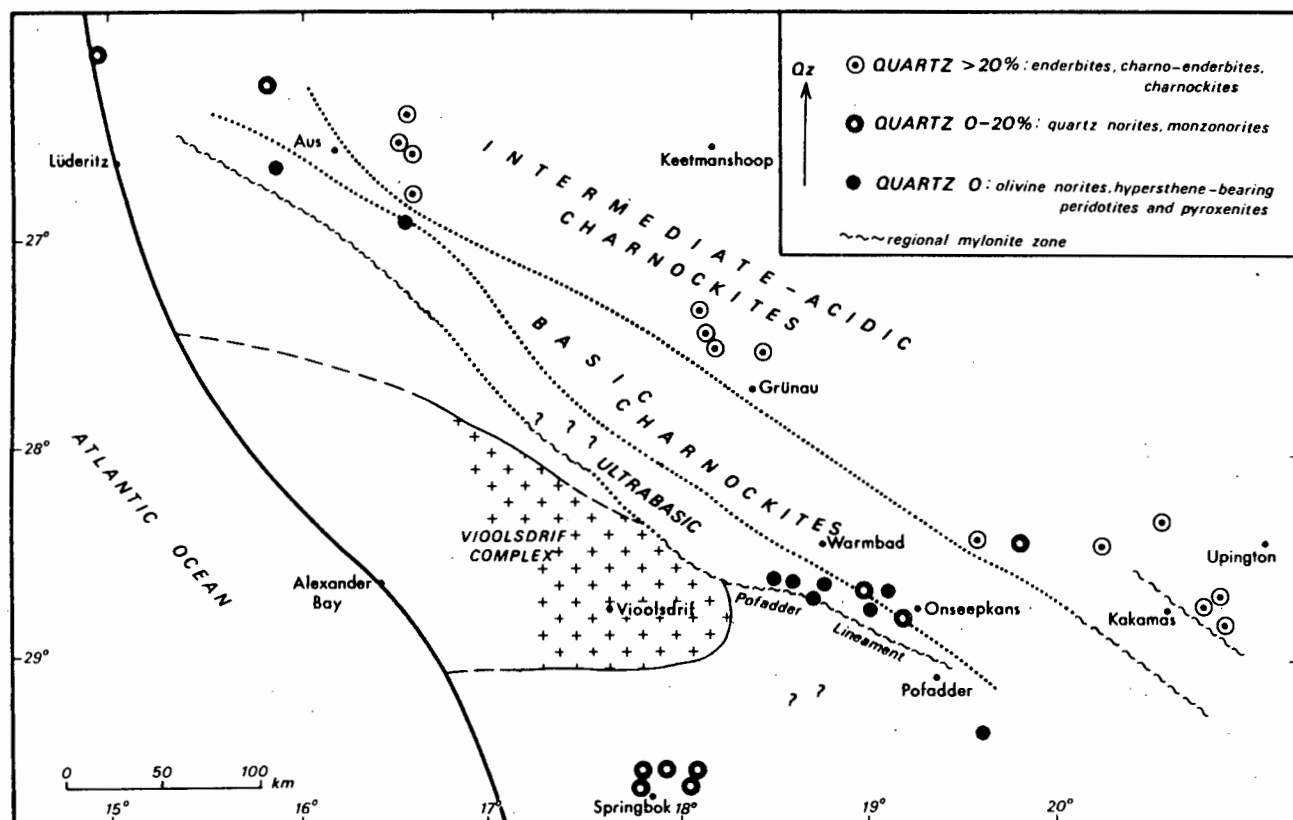 Qz
QUARTZ >20% : enderbites, charno-enderbites,
charnockites
QUARTZ 0-20% : quartz norites, monzonorites
QUARTZ 0 : olivine norites, hypersthene-bearing
peridotites and pyroxenites
regional mylonite zone
Aus
Lüderitz
Keetmanshoop
INTERMEDIATE-ACIDIC
CHARNOCKITES
27°
BASIC
CHARNOCKITES
Grünau
? ? ?
28°
ULTRABASIC
ATLANTIC OCEAN
VIOOLSDRIF
COMPLEX
Warmbad
Upington
Alexander
Bay
Vioolsdrif
Pofadder
Lineament
Onseepkans
Kakamas
29°
Pofadder
? ?
0 50 100
km
Springbok
15° 16° 17° 18° 19° 20°